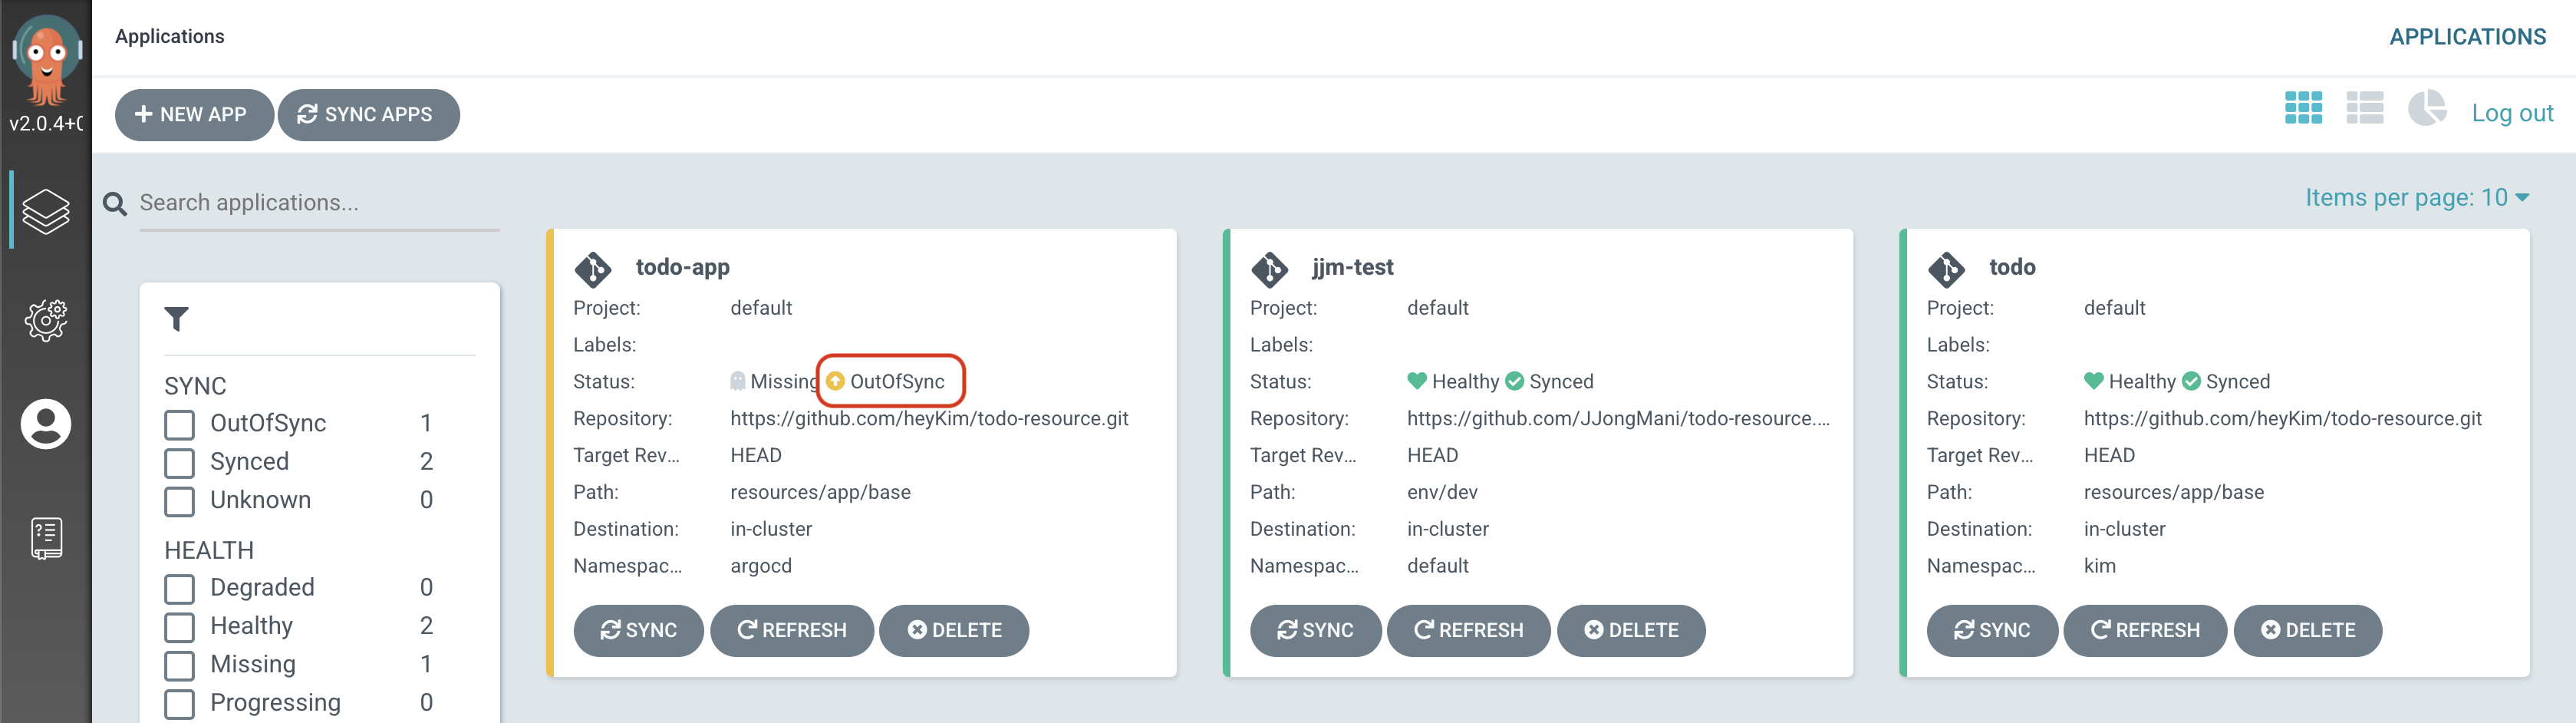 Applications
APPLICATIONS
v2.0.4+0
NEW APP
SYNC APPS
Log out
Search applications...
Items per page: 10
SYNC
OutOfSync 1
Synced 2
Unknown 0
HEALTH
Degraded 0
Healthy 2
Missing 1
Progressing 0
todo-app
Project: default
Labels:
Status: Missing OutOfSync
Repository: https://github.com/heyKim/todo-resource.git
Target Rev... HEAD
Path: resources/app/base
Destination: in-cluster
Namespac... argocd
SYNC REFRESH DELETE
jjm-test
Project: default
Labels:
Status: Healthy Synced
Repository: https://github.com/JJongMani/todo-resource....
Target Rev... HEAD
Path: env/dev
Destination: in-cluster
Namespac... default
SYNC REFRESH DELETE
todo
Project: default
Labels:
Status: Healthy Synced
Repository: https://github.com/heyKim/todo-resource.git
Target Rev... HEAD
Path: resources/app/base
Destination: in-cluster
Namespac... kim
SYNC REFRESH DELETE